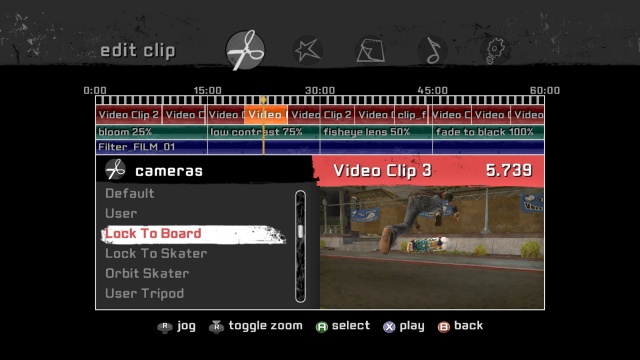 edit clip
0:00 15:00 30:00 45:00 60:00
Video Clip 2 Video C Video Video Video Clip 2 Video clip_f Video Video Video
bloom 25% low contrast 75% fisheye lens 50% fade to black 100%
Filter_FILM_01
cameras
Video Clip 3 5.739
Default
User
Lock To Board
Lock To Skater
Orbit Skater
User Tripod
R jog R toggle zoom A select X play B back